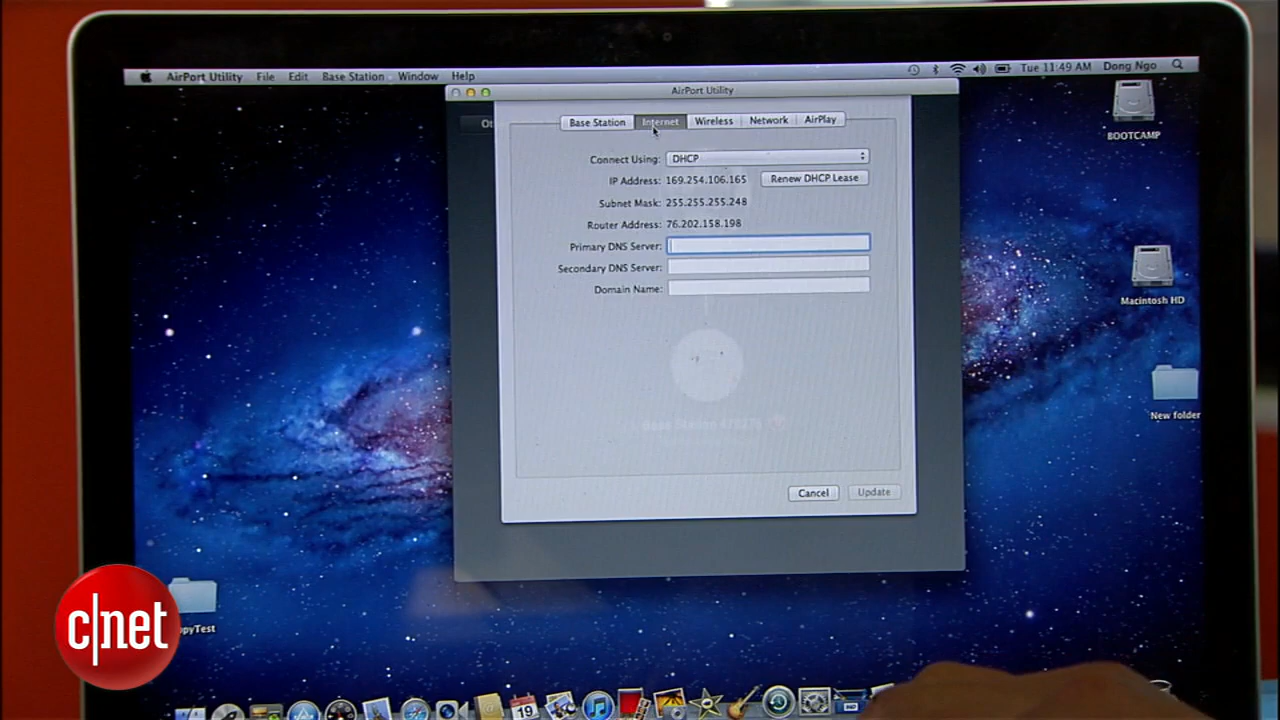 AirPort Utility File Edit Base Station Window Help Tue 11:49 AM Dong Ngo
AirPort Utility
Base Station Internet Wireless Network AirPlay
Connect Using: DHCP
IP Address: 169.254.106.165 Renew DHCP Lease
Subnet Mask: 255.255.255.248
Router Address: 76.202.158.198
Primary DNS Server:
Secondary DNS Server:
Domain Name:
Base Station
Cancel Update
BOOTCAMP
Macintosh HD
New folder
pyTest
c|net
19